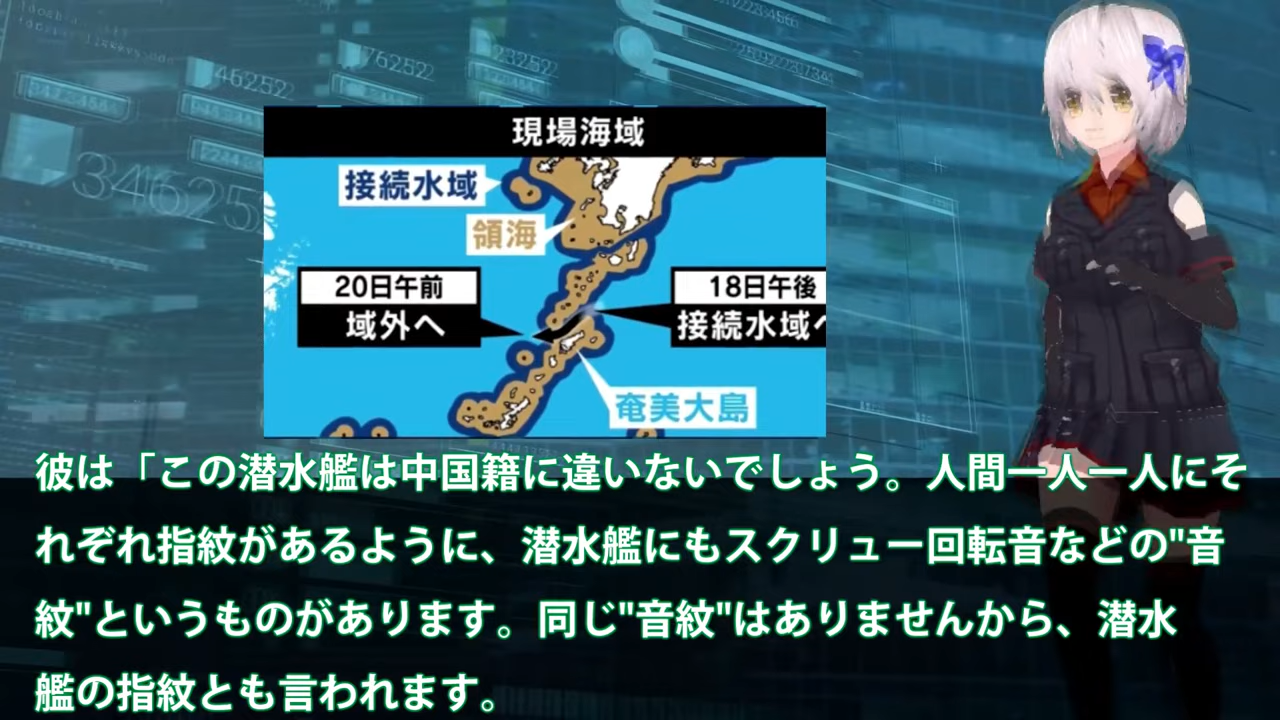 現場海域
接続水域
領海
20日午前
域外へ
18日午後
接続水域へ
奄美大島
彼は「この潜水艦は中国籍に違いないでしょう。人間一人一人にそ
れぞれ指紋があるように、潜水艦にもスクリュー回転音などの"音
紋"というものがあります。同じ"音紋"はありませんから、潜水
艦の指紋とも言われます。